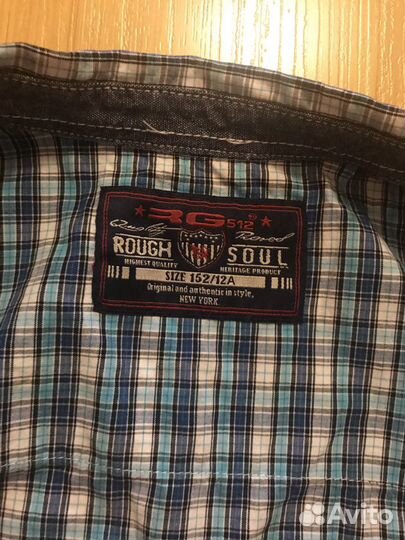 RG512
Quality
ROUGH SOUL
HIGHEST QUALITY HERITAGE PRODUCT
SIZE 152/12A
Original and authentic in style.
NEW YORK.
Avito